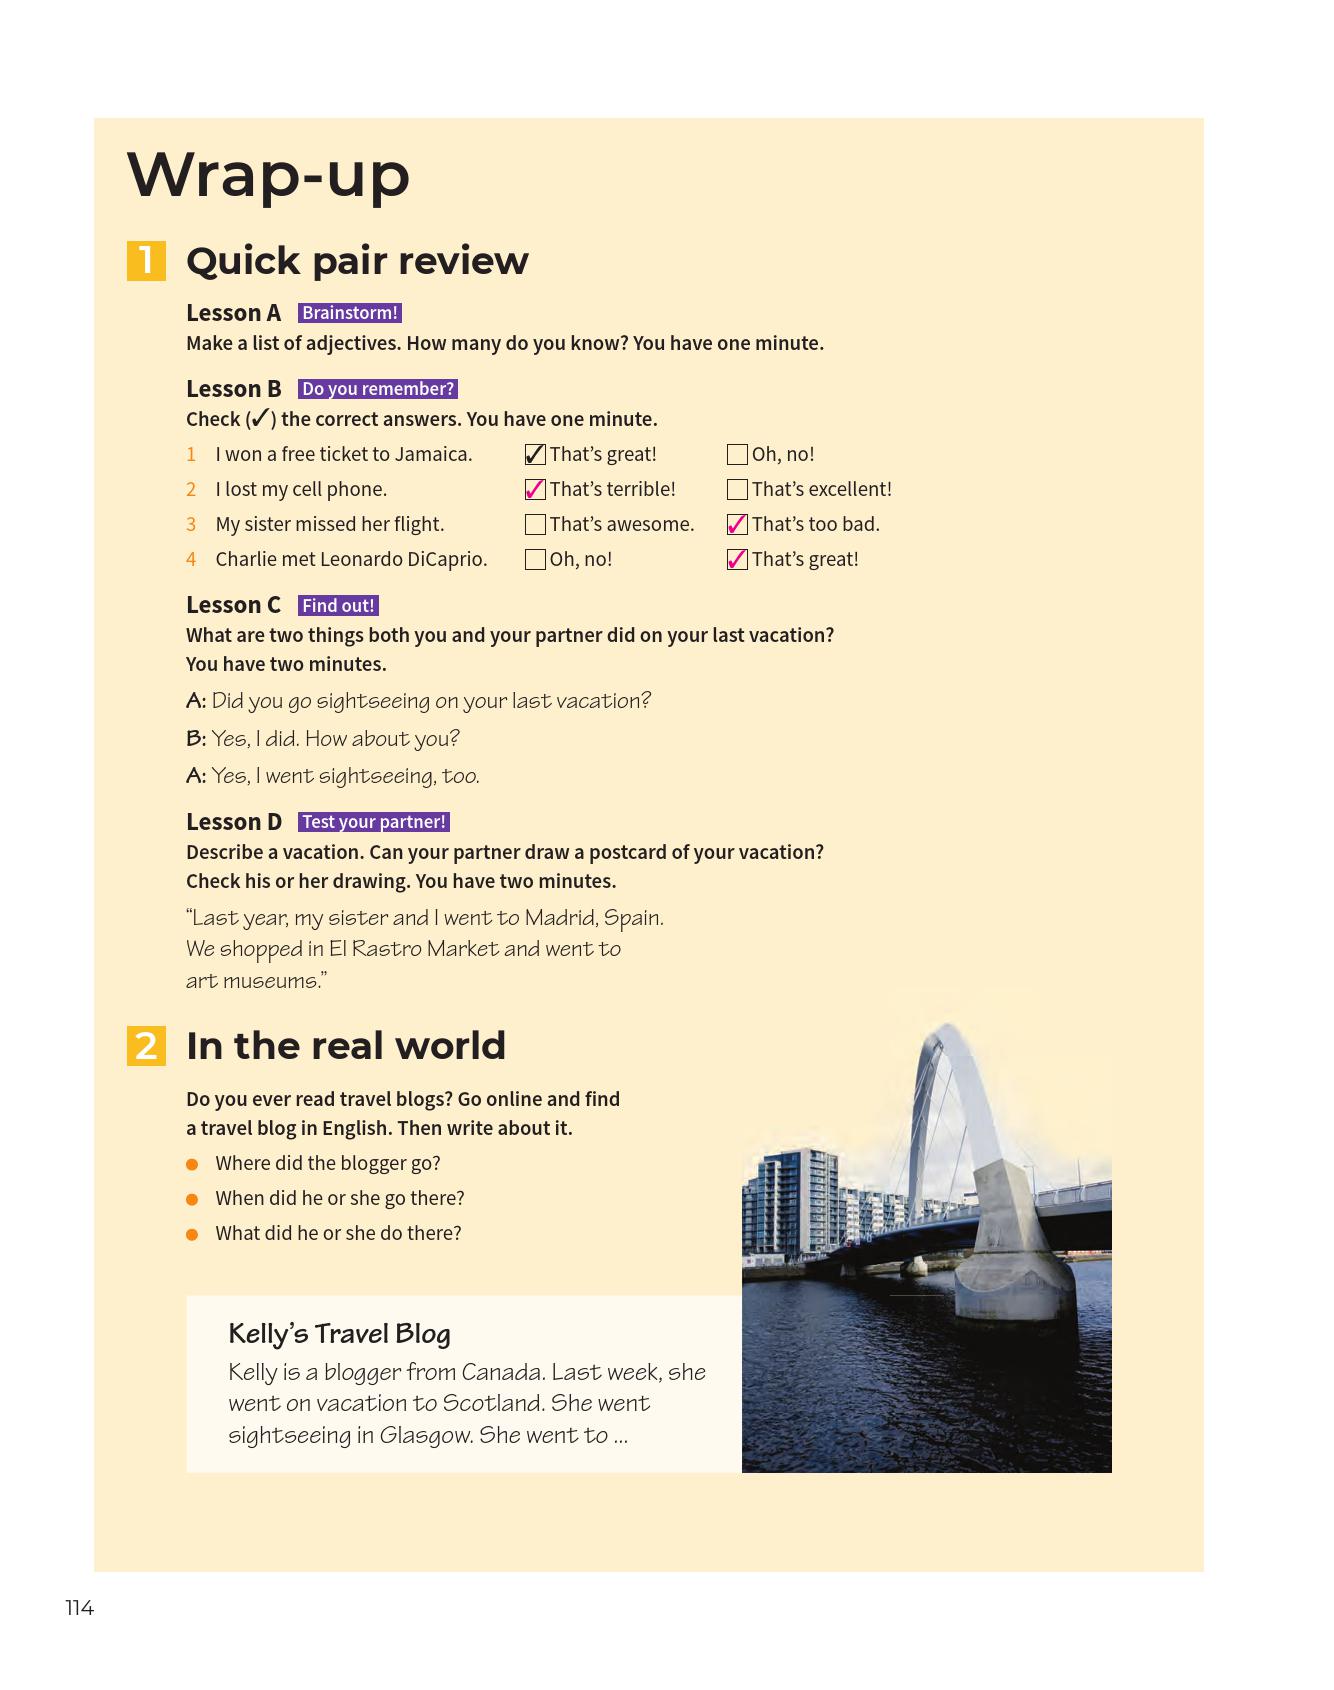 Wrap-up
1 Quick pair review
Lesson A Brainstorm!
Make a list of adjectives. How many do you know? You have one minute.
Lesson B Do you remember?
Check (✓) the correct answers. You have one minute.
1 I won a free ticket to Jamaica. ✓ That’s great! Oh, no!
2 I lost my cell phone. ✓ That’s terrible! That’s excellent!
3 My sister missed her flight. That’s awesome. ✓ That’s too bad.
4 Charlie met Leonardo DiCaprio. Oh, no! ✓ That’s great!
Lesson C Find out!
What are two things both you and your partner did on your last vacation?
You have two minutes.
A: Did you go sightseeing on your last vacation?
B: Yes, I did. How about you?
A: Yes, I went sightseeing, too.
Lesson D Test your partner!
Describe a vacation. Can your partner draw a postcard of your vacation?
Check his or her drawing. You have two minutes.
“Last year, my sister and I went to Madrid, Spain.
We shopped in El Rastro Market and went to
art museums.”
2 In the real world
Do you ever read travel blogs? Go online and find
a travel blog in English. Then write about it.
● Where did the blogger go?
● When did he or she go there?
● What did he or she do there?
Kelly’s Travel Blog
Kelly is a blogger from Canada. Last week, she
went on vacation to Scotland. She went
sightseeing in Glasgow. She went to ...
114